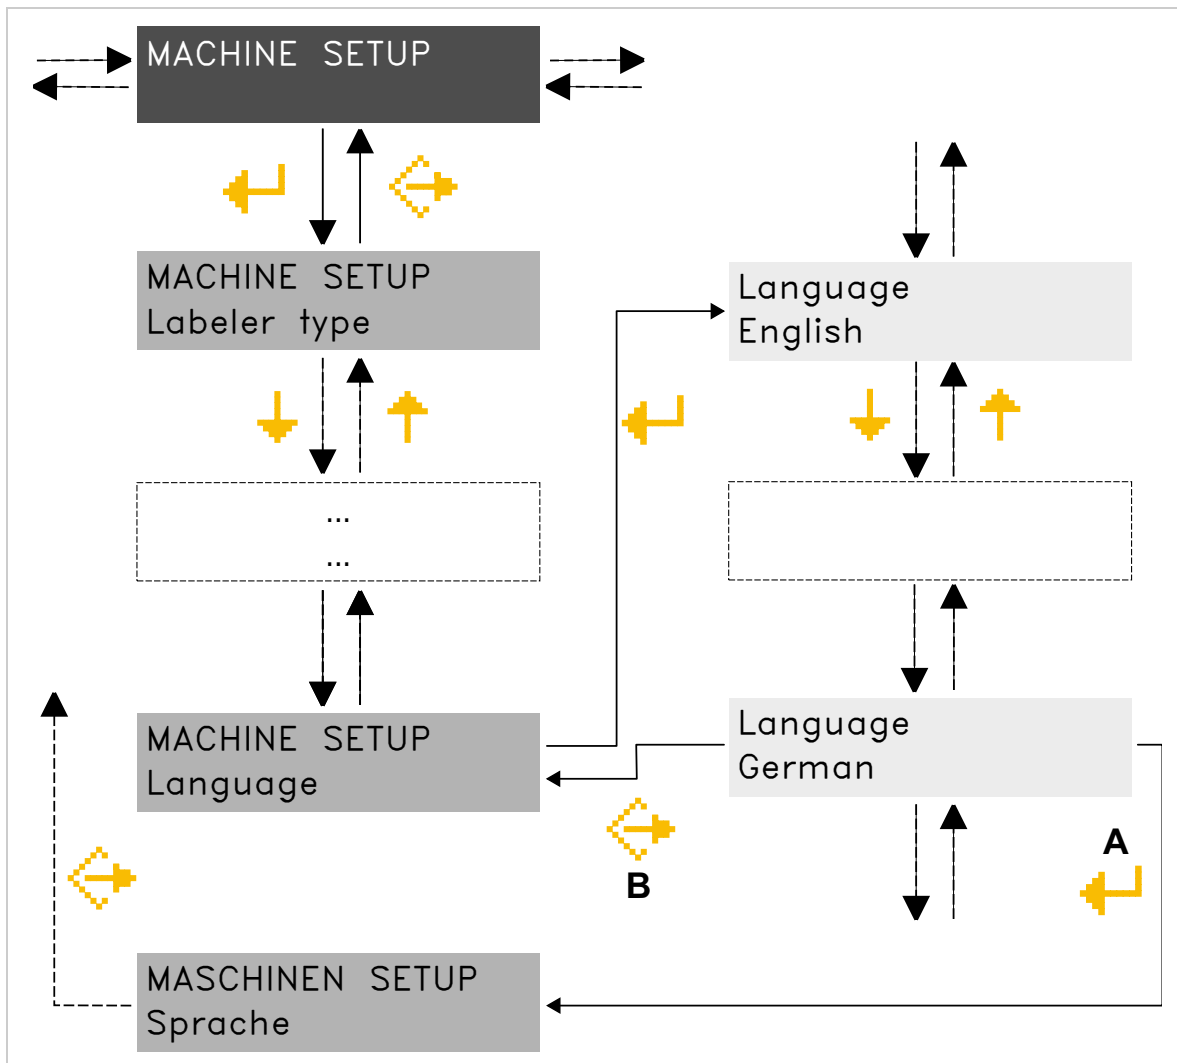 MACHINE SETUP
MACHINE SETUP
Labeler type
...
...
MACHINE SETUP
Language
MASCHINEN SETUP
Sprache
Language
English
Language
German
B
A